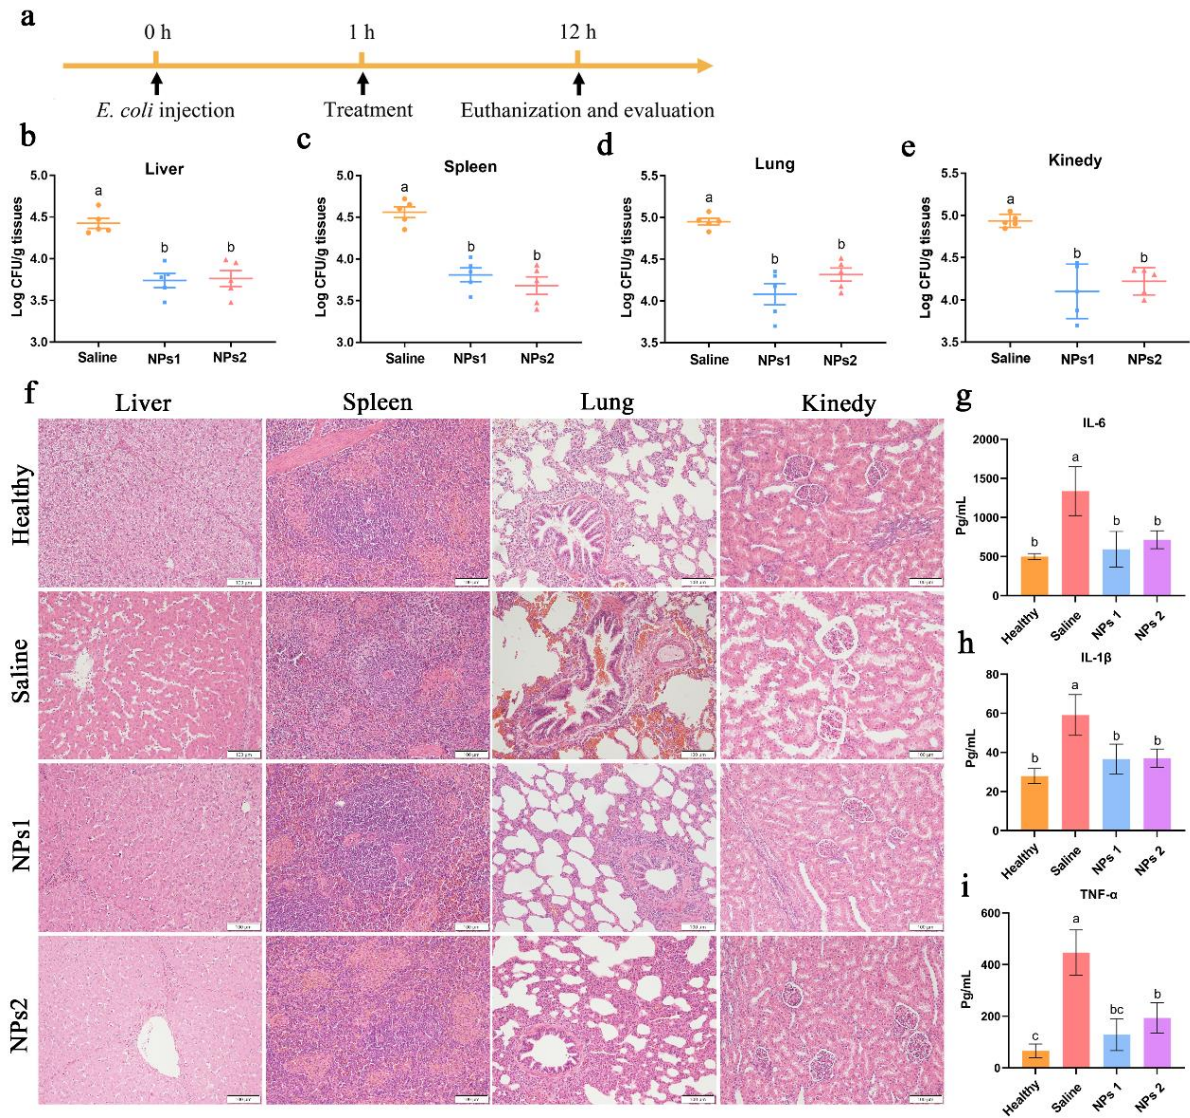 a
0 h
1 h
12 h
E. coli injection
Treatment
Euthanization and evaluation
b
Liver
Log CFU/g tissues
5.0
4.5
4.0
3.5
3.0
a
b
b
Saline
NPs1
NPs2
c
Spleen
Log CFU/g tissues
5.0
4.5
4.0
3.5
3.0
a
b
b
Saline
NPs1
NPs2
d
Lung
Log CFU/g tissues
5.5
5.0
4.5
4.0
3.5
a
b
b
Saline
NPs1
NPs2
e
Kinedy
Log CFU/g tissues
5.5
5.0
4.5
4.0
3.5
a
b
b
Saline
NPs1
NPs2
f
Liver
Spleen
Lung
Kinedy
Healthy
Saline
NPs1
NPs2
g
IL-6
Pg/mL
2000
1500
1000
500
0
b
a
b
b
Healthy
Saline
NPs 1
NPs 2
h
IL-1β
Pg/mL
80
60
40
20
0
b
a
b
b
Healthy
Saline
NPs 1
NPs 2
i
TNF-α
Pg/mL
600
400
200
0
c
a
bc
b
Healthy
Saline
NPs 1
NPs 2